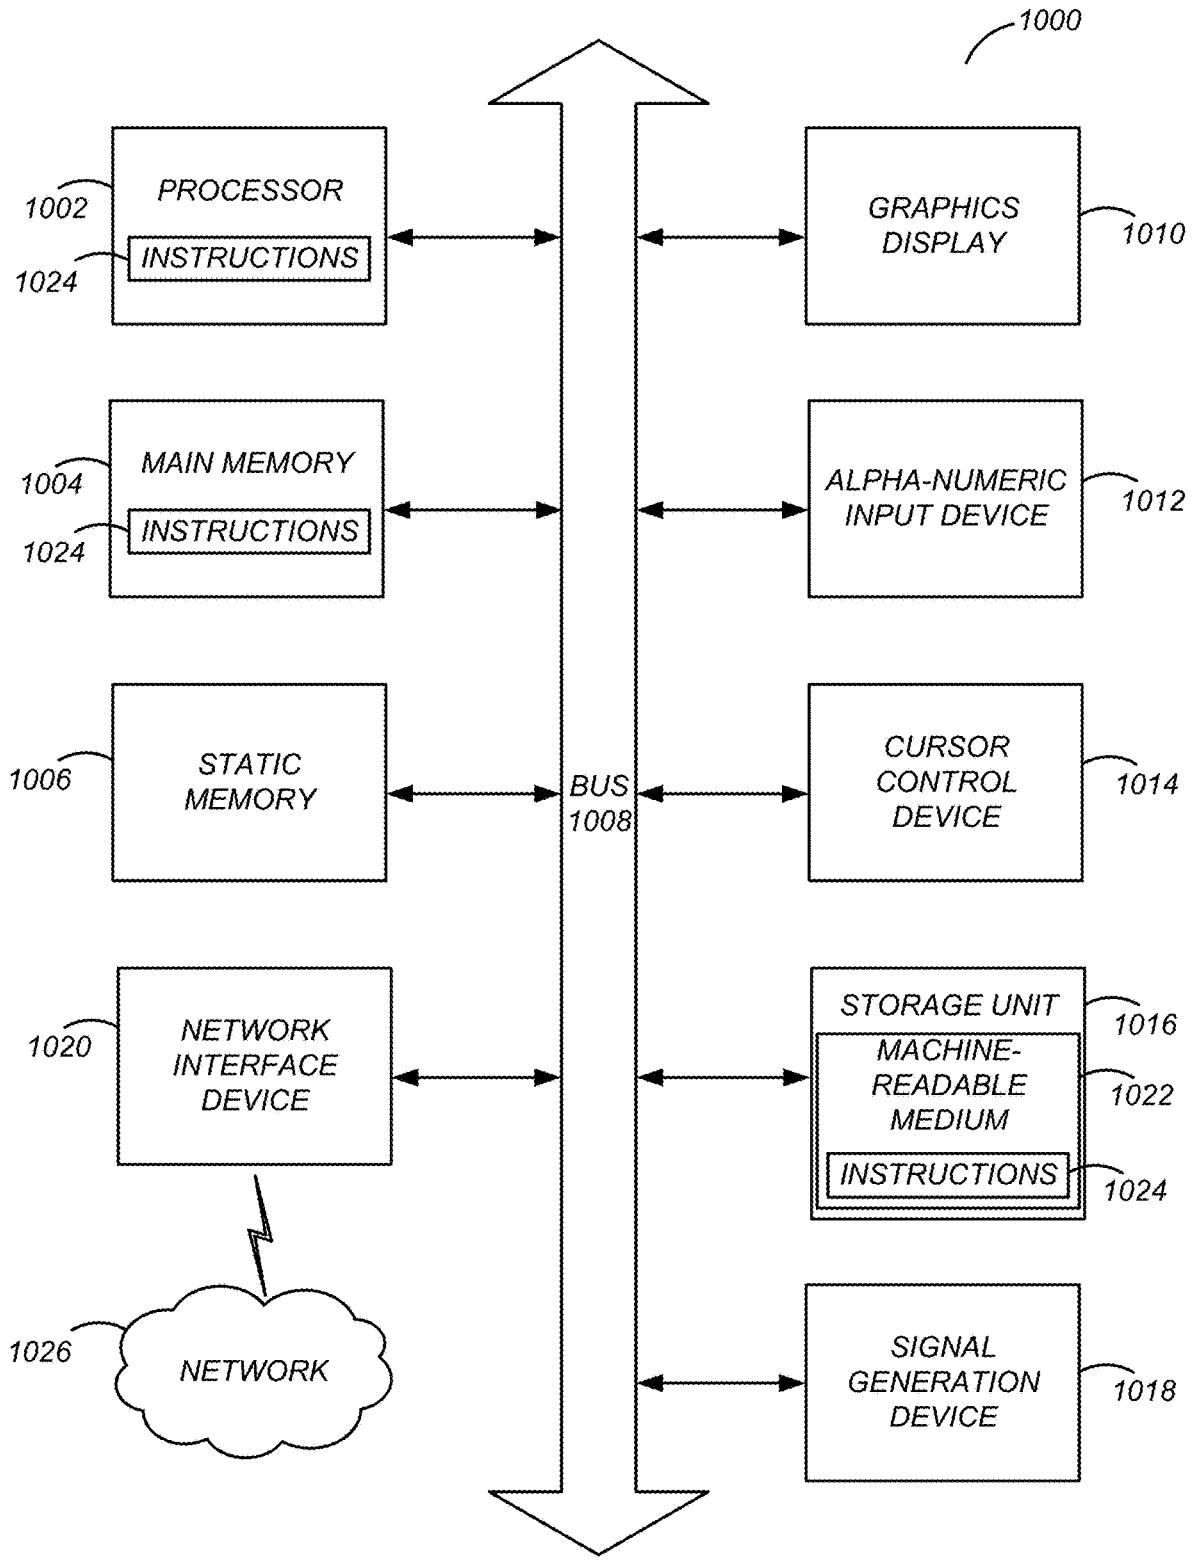 1000
PROCESSOR
1002
INSTRUCTIONS
1024
GRAPHICS
DISPLAY
1010
MAIN MEMORY
1004
INSTRUCTIONS
1024
ALPHA-NUMERIC
INPUT DEVICE
1012
STATIC
MEMORY
1006
BUS
1008
CURSOR
CONTROL
DEVICE
1014
NETWORK
INTERFACE
DEVICE
1020
STORAGE UNIT
1016
MACHINE-
READABLE
MEDIUM
1022
INSTRUCTIONS
1024
NETWORK
1026
SIGNAL
GENERATION
DEVICE
1018